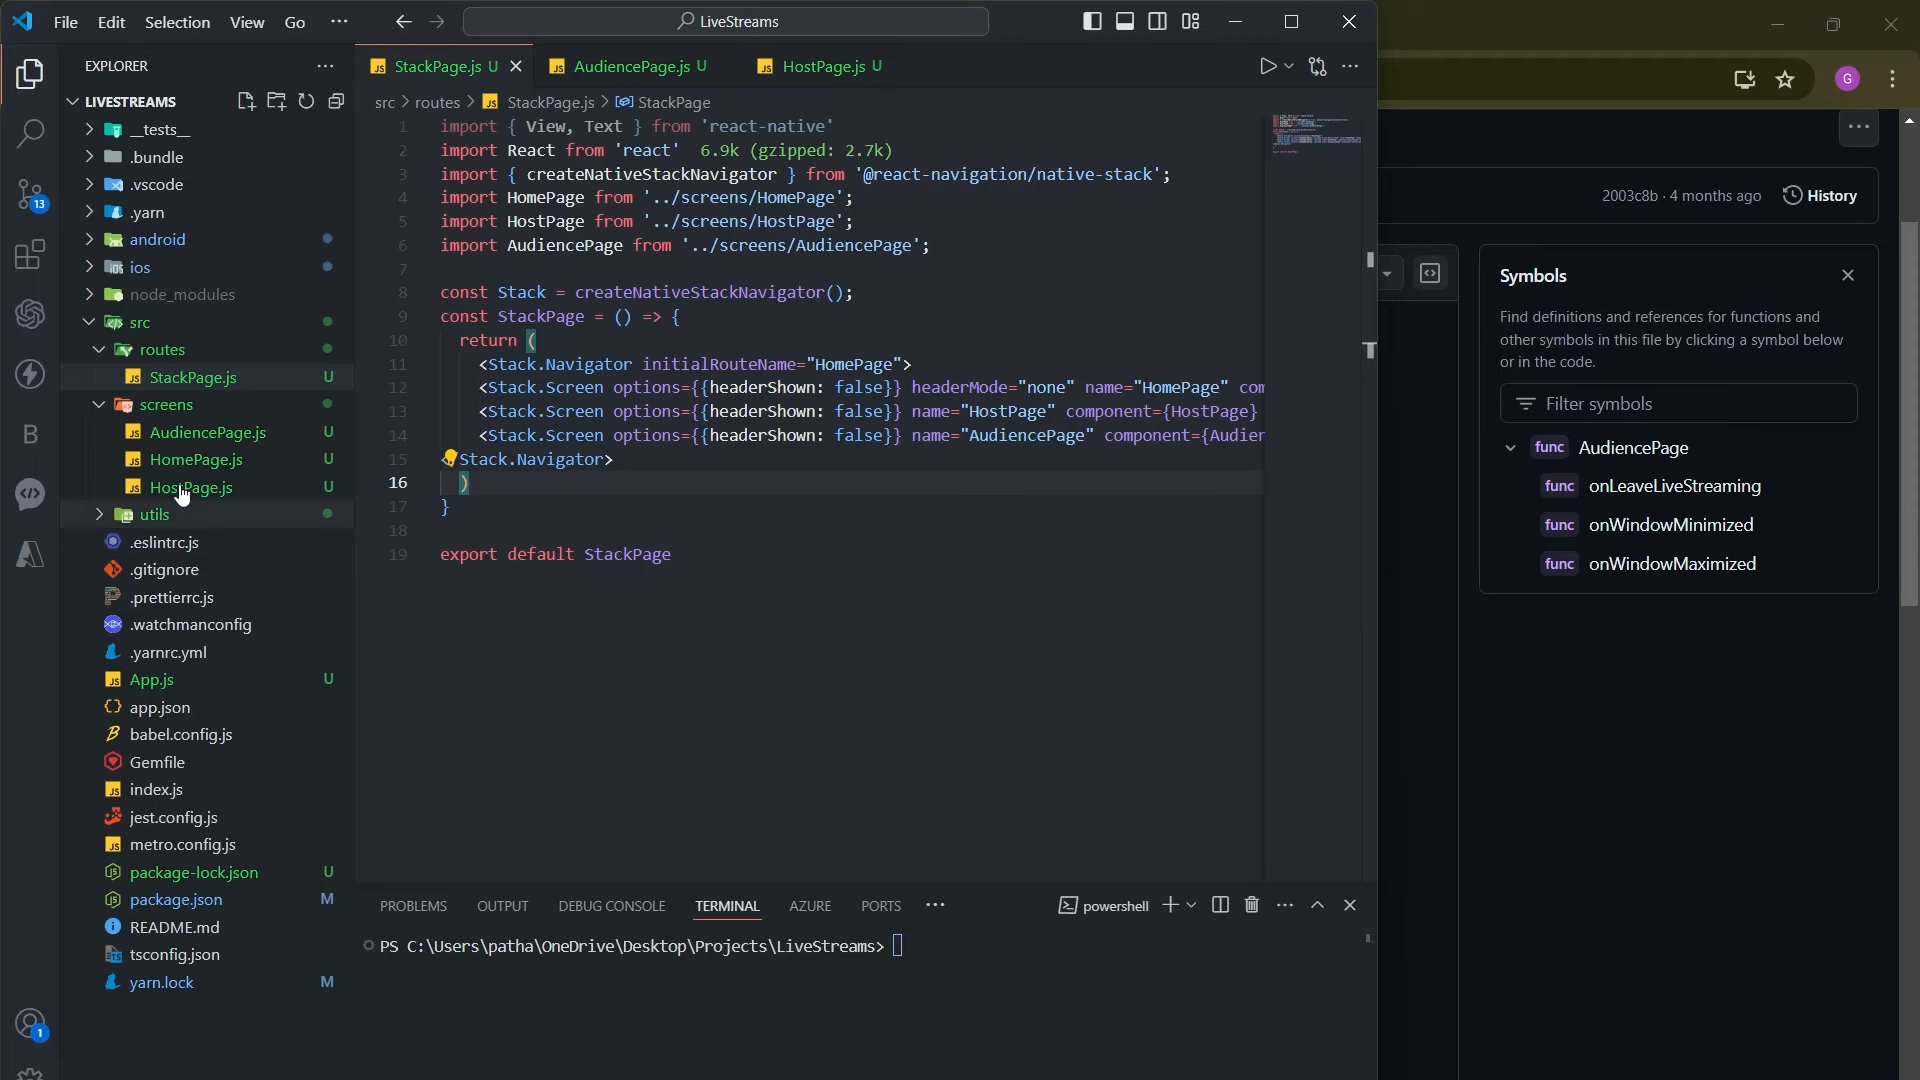 File Edit Selection View Go
LiveStreams
EXPLORER
LIVESTREAMS
__tests__
.bundle
.vscode
.yarn
android
ios
node_modules
src
routes
StackPage.js U
screens
AudiencePage.js U
HomePage.js U
HostPage.js U
utils
.eslintrc.js
.gitignore
.prettierrc.js
.watchmanconfig
.yarnrc.yml
App.js U
app.json
babel.config.js
Gemfile
index.js
jest.config.js
metro.config.js
package-lock.json U
package.json M
README.md
tsconfig.json
yarn.lock M
13
B
1
StackPage.js U
AudiencePage.js U
HostPage.js U
src > routes > StackPage.js > StackPage
1 import { View, Text } from 'react-native'
2 import React from 'react' 6.9k (gzipped: 2.7k)
3 import { createNativeStackNavigator } from '@react-navigation/native-stack';
4 import HomePage from '../screens/HomePage';
5 import HostPage from '../screens/HostPage';
6 import AudiencePage from '../screens/AudiencePage';
7
8 const Stack = createNativeStackNavigator();
9 const StackPage = () => {
10 return (
11 <Stack.Navigator initialRouteName="HomePage">
12 <Stack.Screen options={{headerShown: false}} headerMode="none" name="HomePage" com
13 <Stack.Screen options={{headerShown: false}} name="HostPage" component={HostPage}
14 <Stack.Screen options={{headerShown: false}} name="AudiencePage" component={Audien
15 Stack.Navigator>
16 )
17 }
18
19 export default StackPage
PROBLEMS OUTPUT DEBUG CONSOLE TERMINAL AZURE PORTS
powershell
PS C:\Users\patha\OneDrive\Desktop\Projects\LiveStreams>
G
2003c8b · 4 months ago History
Symbols
Find definitions and references for functions and
other symbols in this file by clicking a symbol below
or in the code.
Filter symbols
func AudiencePage
func onLeaveLiveStreaming
func onWindowMinimized
func onWindowMaximized